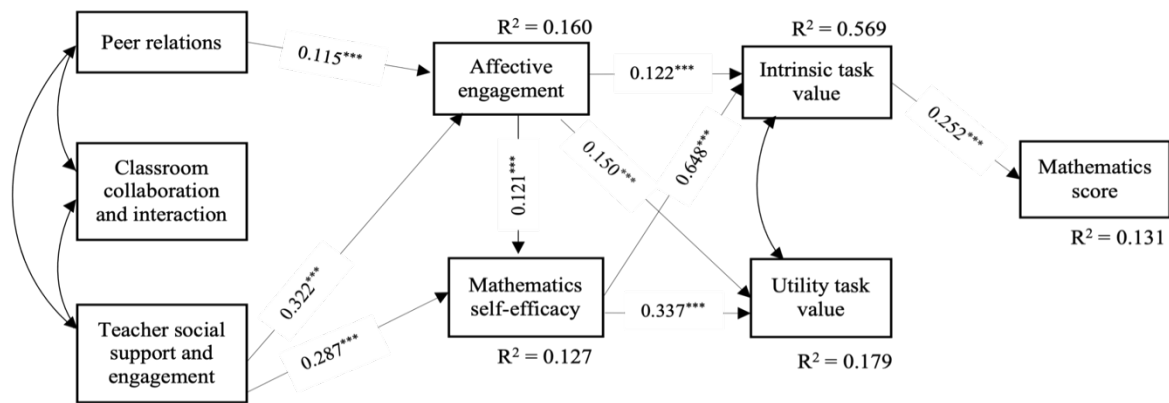 Peer relations
0.115***
R² = 0.160
Affective
engagement
0.122***
R² = 0.569
Intrinsic task
value
0.252***
Classroom
collaboration
and interaction
0.121***
0.150***
0.648***
Mathematics
score
R² = 0.131
Teacher social
support and
engagement
0.322***
0.287***
Mathematics
self-efficacy
R² = 0.127
0.337***
Utility task
value
R² = 0.179